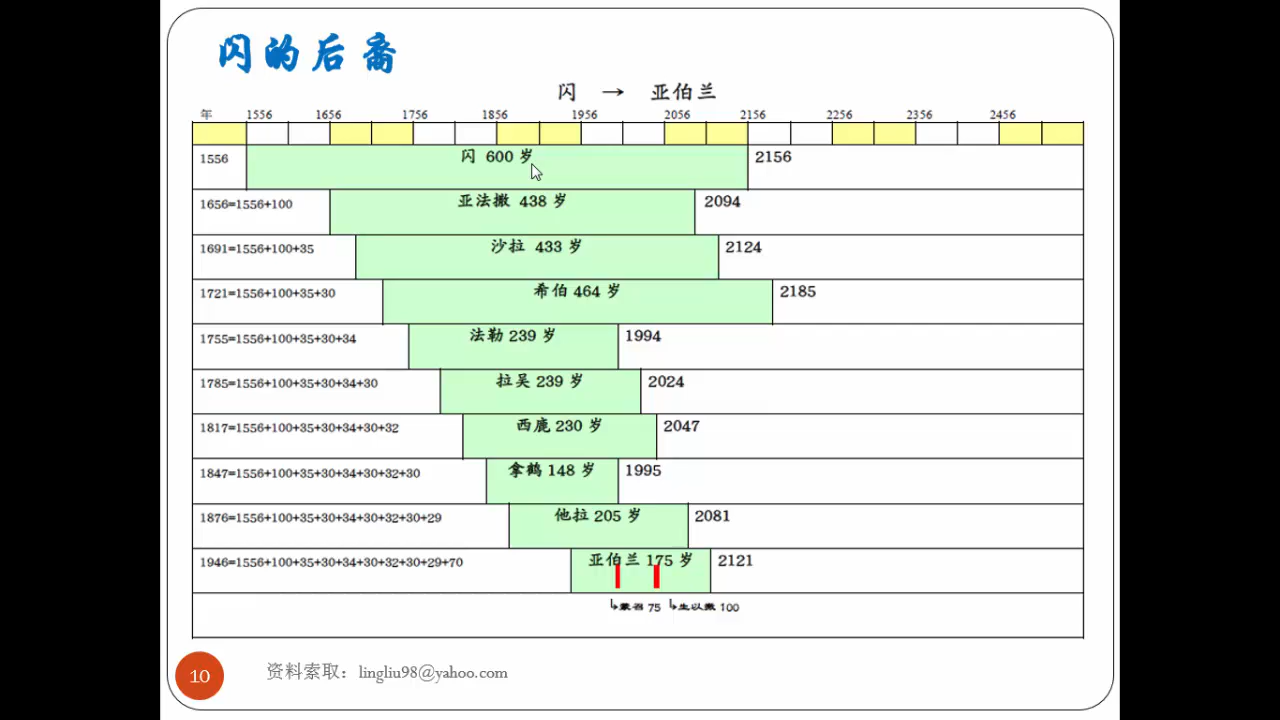 闪的后裔
闪 → 亚伯兰
年 1556 1656 1756 1856 1956 2056 2156 2256 2356 2456
1556 闪 600 岁 2156
1656=1556+100 亚法撒 438 岁 2094
1691=1556+100+35 沙拉 433 岁 2124
1721=1556+100+35+30 希伯 464 岁 2185
1755=1556+100+35+30+34 法勒 239 岁 1994
1785=1556+100+35+30+34+30 拉吴 239 岁 2024
1817=1556+100+35+30+34+30+32 西鹿 230 岁 2047
1847=1556+100+35+30+34+30+32+30 拿鹤 148 岁 1995
1876=1556+100+35+30+34+30+32+30+29 他拉 205 岁 2081
1946=1556+100+35+30+34+30+32+30+29+70 亚伯兰 175 岁 2121
↳蒙召 75 ↳生以撒 100
10 资料索取：lingliu98@yahoo.com